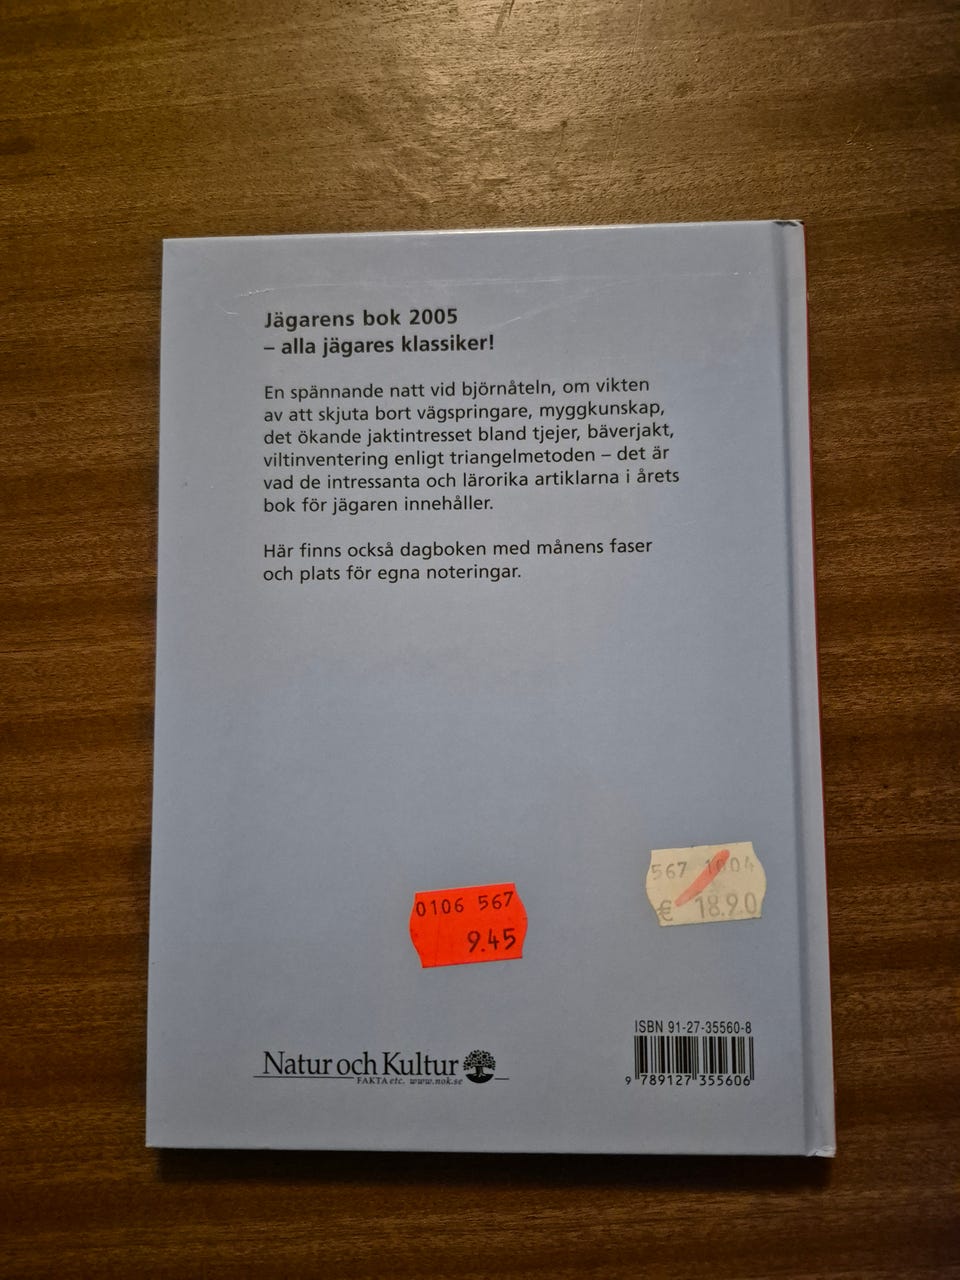 Jägarens bok 2005
– alla jägares klassiker!
En spännande natt vid björnåteln, om vikten
av att skjuta bort vägspringare, myggkunskap,
det ökande jaktintresset bland tjejer, bäverjakt,
viltinventering enligt triangelmetoden – det är
vad de intressanta och lärorika artiklarna i årets
bok för jägaren innehåller.
Här finns också dagboken med månens faser
och plats för egna noteringar.
567 1004
€ 18.90
0106 567
9.45
ISBN 91-27-35560-8
9 789127 355606
Natur och Kultur
FAKTA etc. www.nok.se